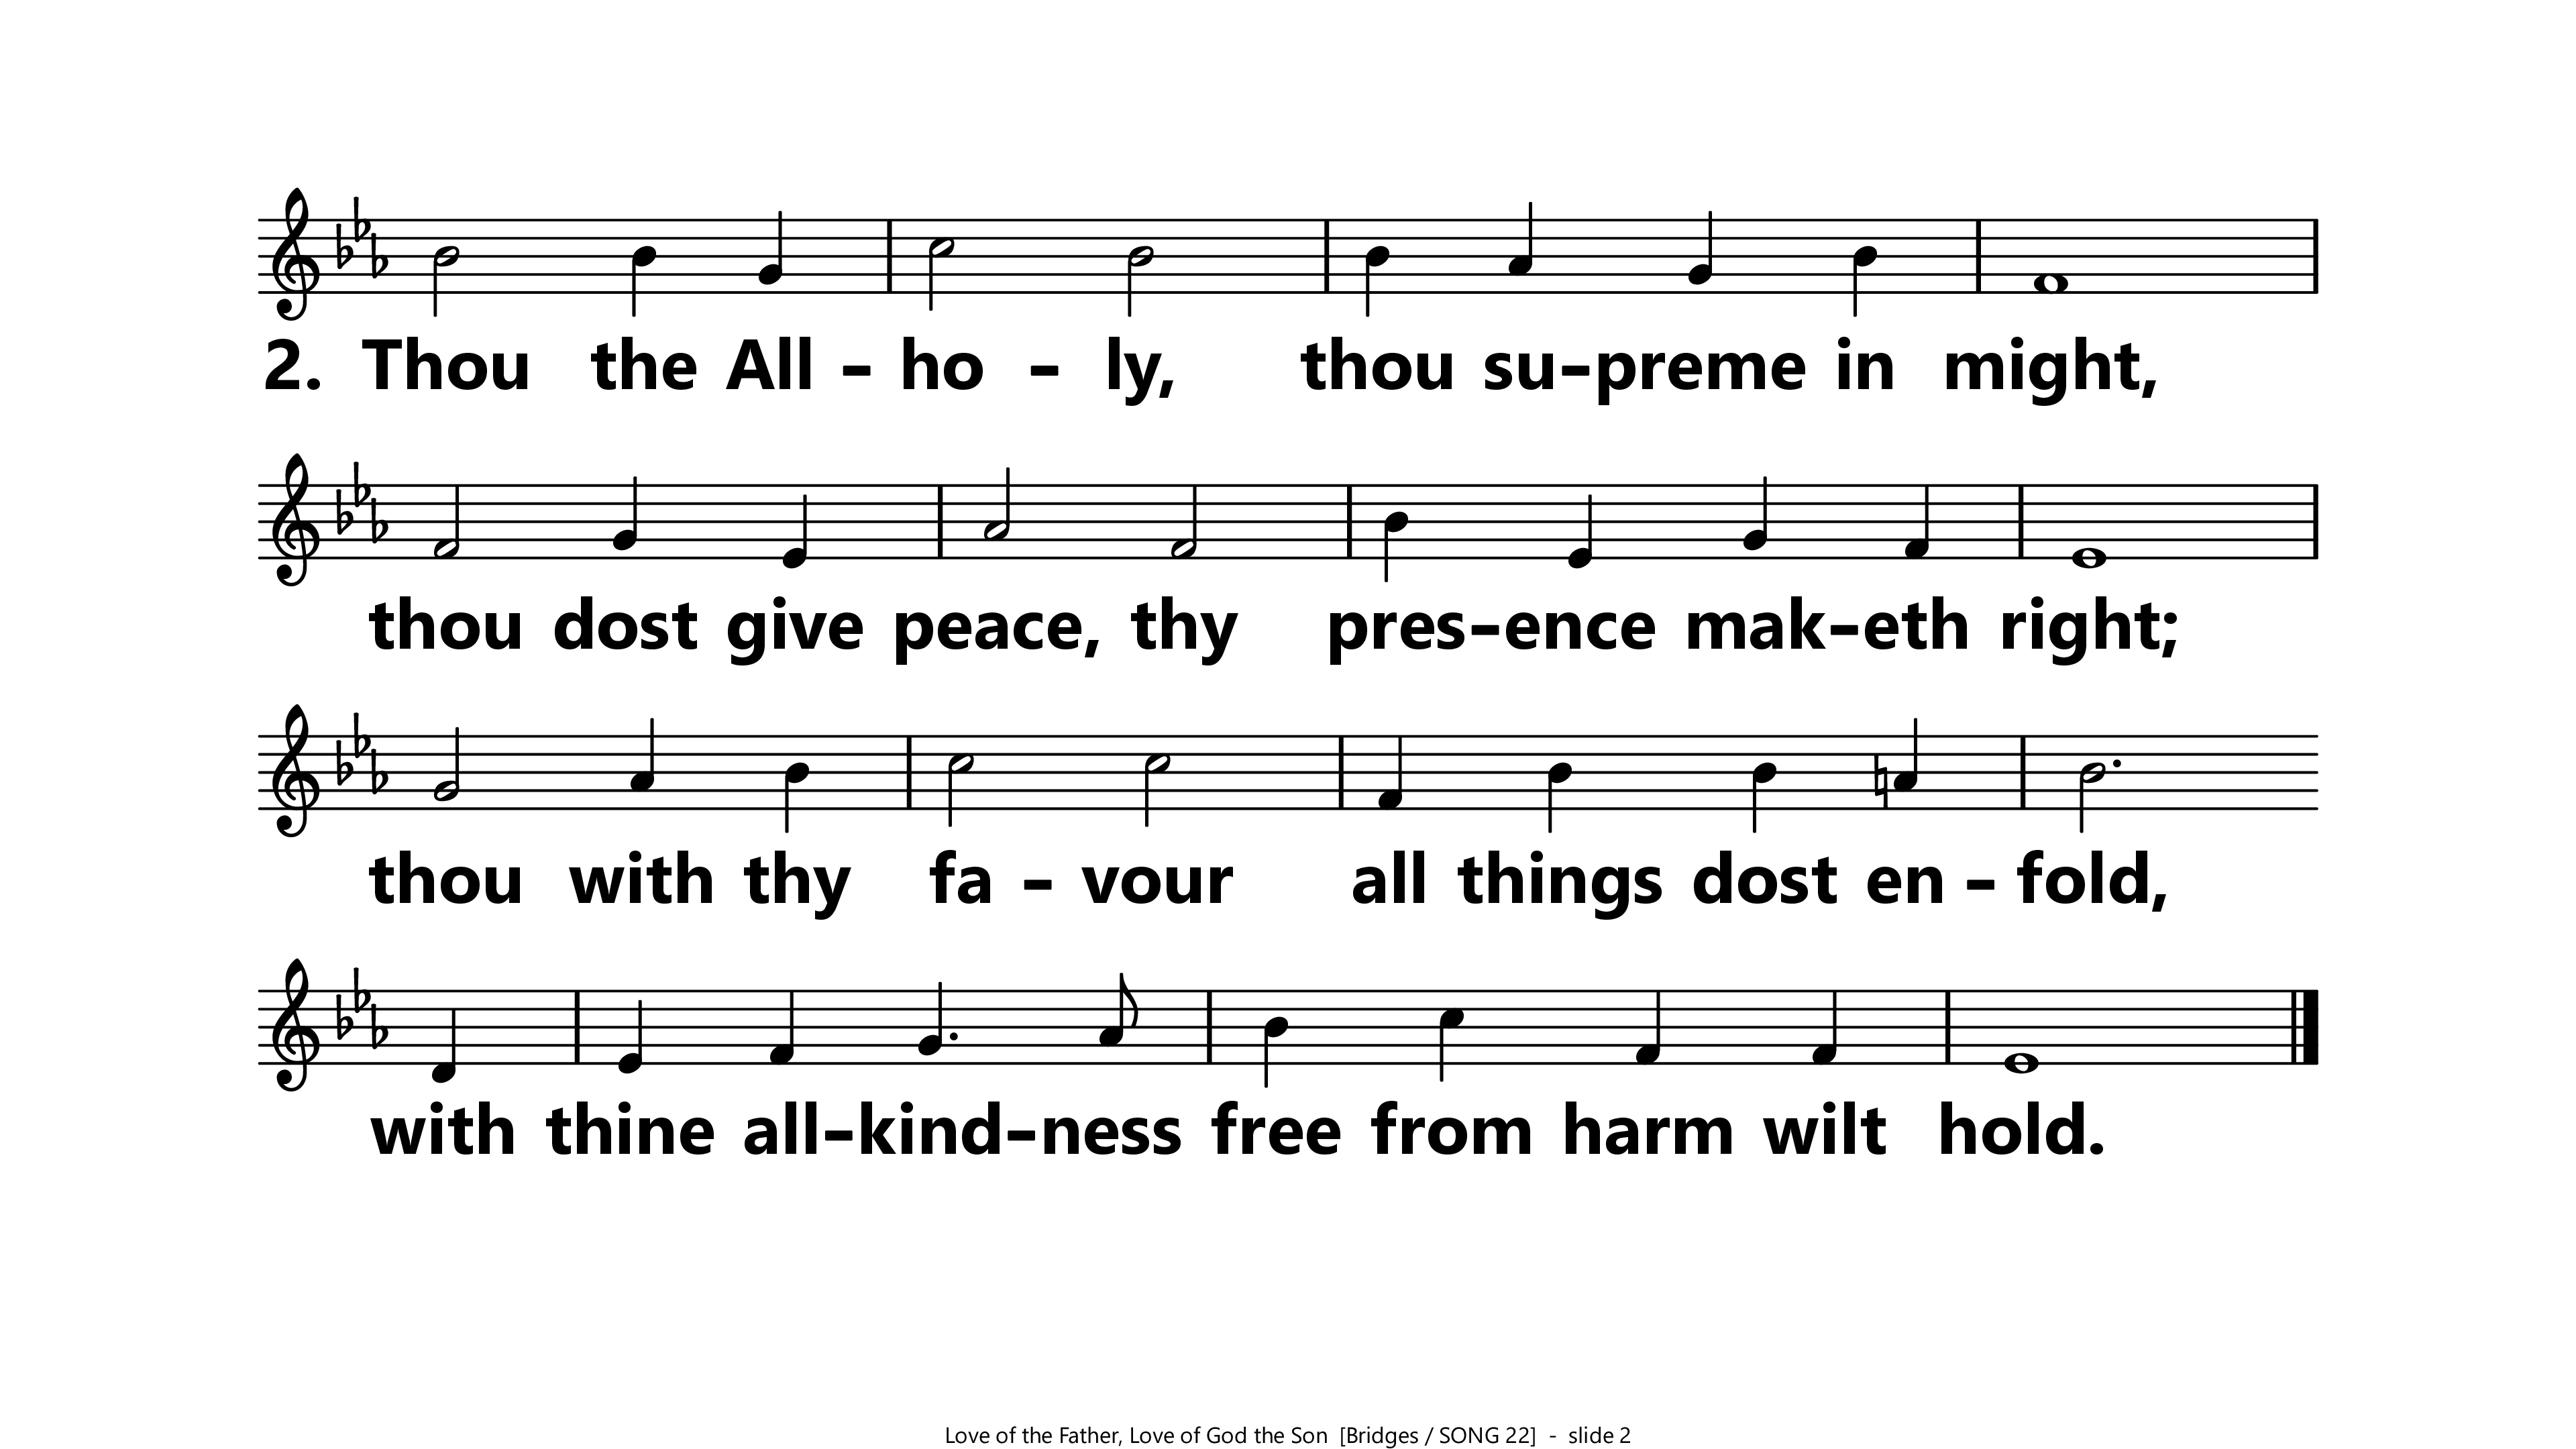 2. Thou the All - ho - ly, thou su-preme in might,
thou dost give peace, thy pres-ence mak-eth right;
thou with thy fa - vour all things dost en - fold,
with thine all-kind-ness free from harm wilt hold.
Love of the Father, Love of God the Son [Bridges / SONG 22] - slide 2